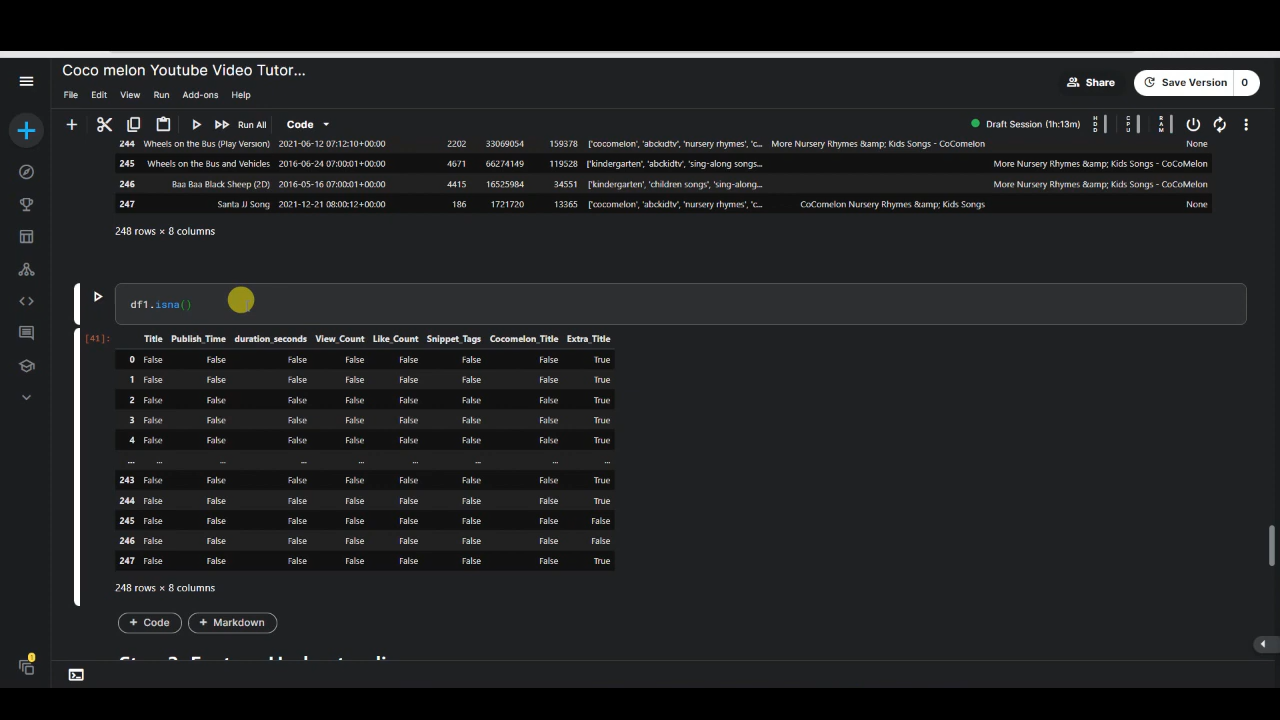 Coco melon Youtube Video Tutor...
File Edit View Run Add-ons Help
Share
Save Version 0
Run All Code
Draft Session (1h:13m) HDD CPU RAM
244 Wheels on the Bus (Play Version) 2021-06-12 07:12:10+00:00 2202 33069054 159378 ['cocomelon', 'abckidtv', 'nursery rhymes', 'c... More Nursery Rhymes &amp; Kids Songs - CoComelon None
245 Wheels on the Bus and Vehicles 2016-06-24 07:00:01+00:00 4671 66274149 119528 ['kindergarten', 'abckidtv', 'sing-along songs... More Nursery Rhymes &amp; Kids Songs - CoCoMelon
246 Baa Baa Black Sheep (2D) 2016-05-16 07:00:01+00:00 4415 16525984 34551 ['kindergarten', 'children songs', 'sing-along... More Nursery Rhymes &amp; Kids Songs - CoCoMelon
247 Santa JJ Song 2021-12-21 08:00:12+00:00 186 1721720 13365 ['cocomelon', 'abckidtv', 'nursery rhymes', 'c... CoComelon Nursery Rhymes &amp; Kids Songs None
248 rows × 8 columns
df1.isna()
[41]: Title Publish_Time duration_seconds View_Count Like_Count Snippet_Tags Cocomelon_Title Extra_Title
0 False False False False False False False True
1 False False False False False False False True
2 False False False False False False False True
3 False False False False False False False True
4 False False False False False False False True
... ... ... ... ... ... ... ... ...
243 False False False False False False False True
244 False False False False False False False True
245 False False False False False False False False
246 False False False False False False False False
247 False False False False False False False True
248 rows × 8 columns
+ Code + Markdown
1